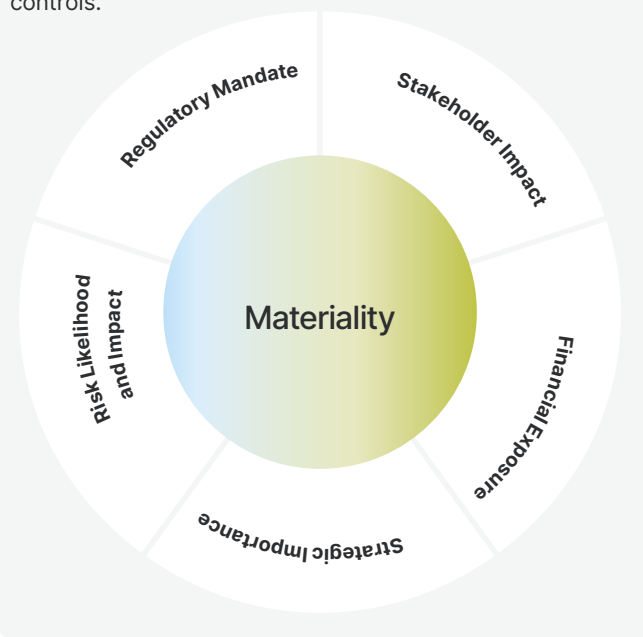 controls.
Regulatory Mandate
Stakeholder Impact
Risk Likelihood
and Impact
Materiality
Financial Exposure
Strategic Importance